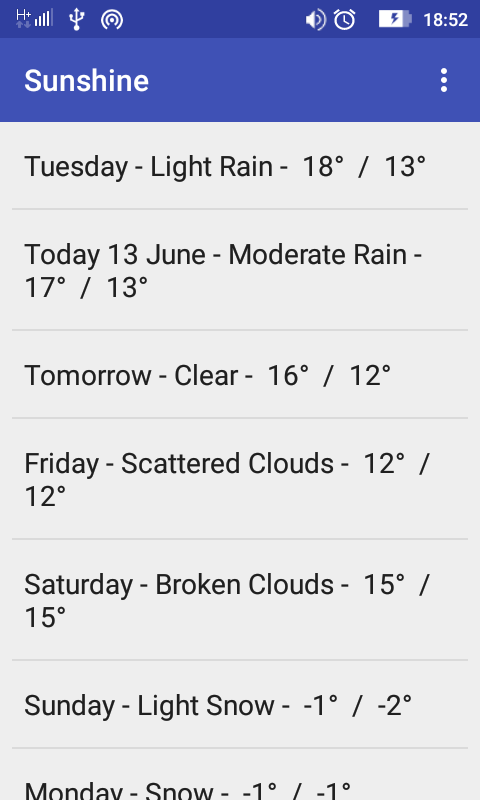 H+ 18:52
Sunshine
Tuesday - Light Rain -  18°  /  13°
Today 13 June - Moderate Rain -
17°  /  13°
Tomorrow - Clear -  16°  /  12°
Friday - Scattered Clouds -  12°  /
12°
Saturday - Broken Clouds -  15°  /
15°
Sunday - Light Snow -  -1°  /  -2°
Monday - Snow -  -1°  /  -1°